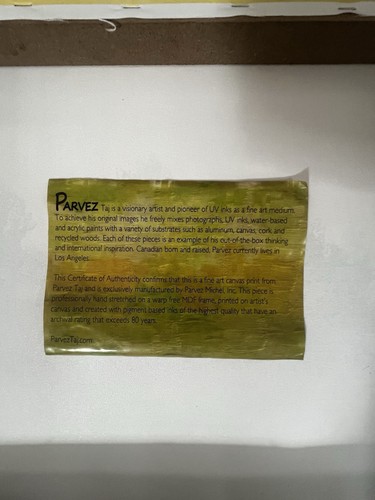 PARVEZ Taj is a visionary artist and pioneer of UV inks as a fine art medium.
To achieve his original images he freely mixes photographs, UV inks, water-based
and acrylic paints with a variety of substrates such as aluminum, canvas, cork and
recycled woods. Each of these pieces is an example of his out-of-the-box thinking
and international inspiration. Canadian born and raised, Parvez currently lives in
Los Angeles.
This Certificate of Authenticity confirms that this is a fine art canvas print from
Parvez Taj and is exclusively manufactured by Parvez Michel Inc. This piece is
professionally hand stretched on a warp free MDF frame, printed on artist's
canvas and created with pigment based inks of the highest quality that have an
archival rating that exceeds 80 years.
ParvezTaj.com